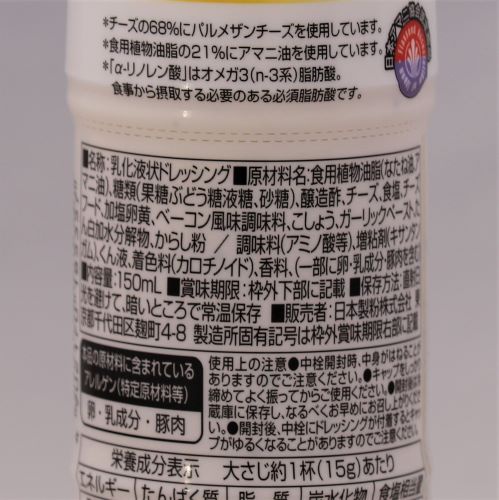 *チーズの68%にパルメザンチーズを使用しています。
*食用植物油脂の21%にアマニ油を使用しています。
*「α-リノレン酸」はオメガ3(n-3系)脂肪酸。
食事から摂取する必要のある必須脂肪酸です。
■名称:乳化液状ドレッシング■原材料名:食用植物油脂(なたね油、ア
マニ油)、糖類(果糖ぶどう糖液糖、砂糖)、醸造酢、チーズ、食塩、チーズ
フード、加塩卵黄、ベーコン風味調味料、こしょう、ガーリックペースト、た
ん白加水分解物、からし粉 / 調味料(アミノ酸等)、増粘剤(キサンタン
ガム)、くん液、着色料(カロチノイド)、香料、(一部に卵・乳成分・豚肉を含む)
■内容量:150mL ■賞味期限:枠外下部に記載 ■保存方法:直射日
光を避けて、暗いところで常温保存 ■販売者:日本製粉株式会社 東
京都千代田区麹町4-8 製造所固有記号は枠外賞味期限右部に記載
本品の原材料に含まれている
アレルゲン(特定原材料等)
卵・乳成分・豚肉
使用上の注意●中栓開封時、中身がはねること
がありますのでご注意ください。●キャップをしっかり
締めてよく振ってからご使用ください。●開封後は冷
蔵庫に保存し、なるべくお早めにお召し上がりくださ
い。●開封後、中栓にドレッシングが付着するとキャッ
プがゆるくなることがありますのでご注意ください。
栄養成分表示 大さじ約1杯(15g)あたり
エネルギー たんぱく質 脂質 炭水化物 食塩相当